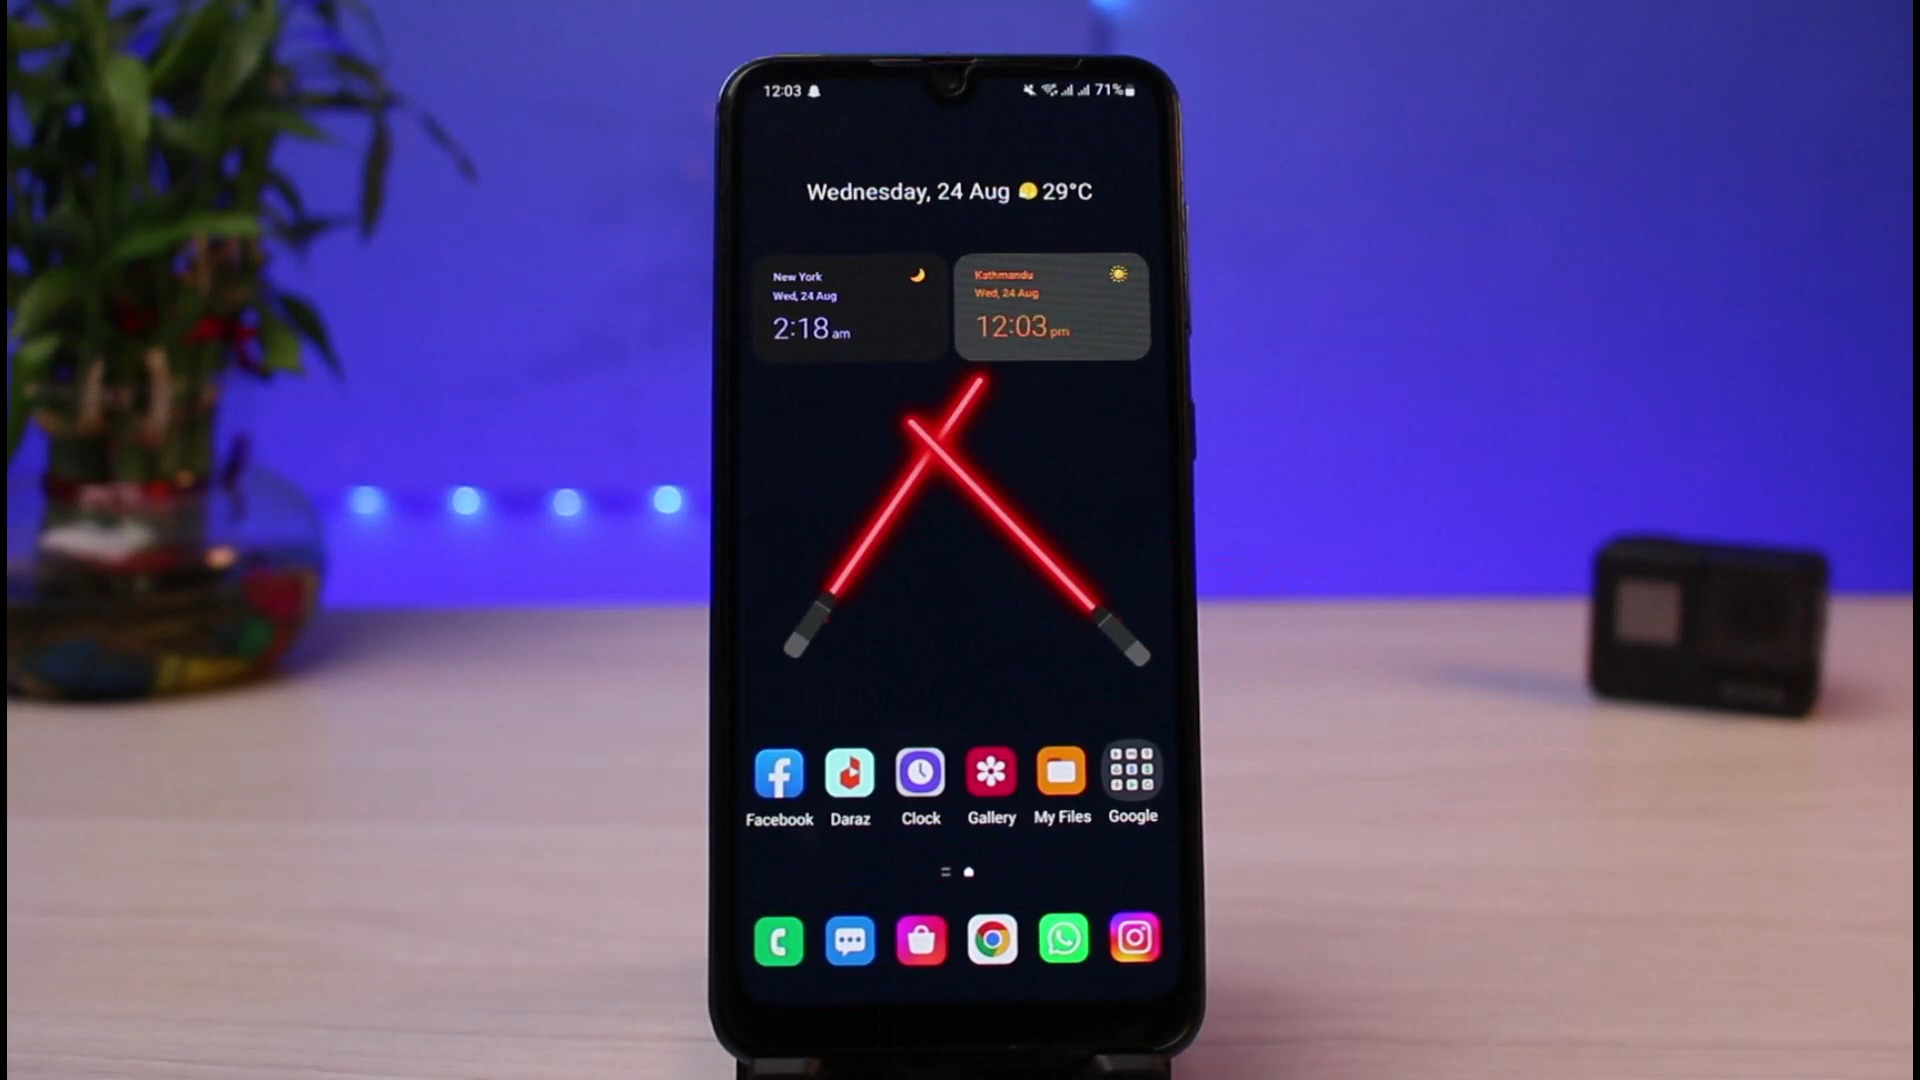 12:03 71%
Wednesday, 24 Aug 29°C
New York
Wed, 24 Aug
2:18 am
Kathmandu
Wed, 24 Aug
12:03 pm
Facebook Daraz Clock Gallery My Files Google